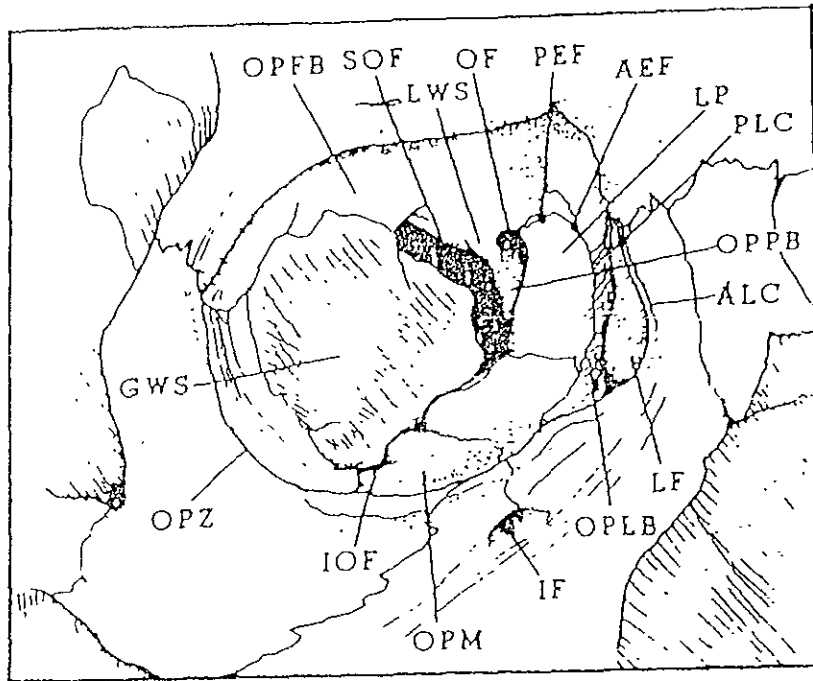 OPFB SOF OF PEF AEF
LWS LP
PLC
OPPB
ALC
GWS
LF
OPZ OPLB
IOF IF
OPM